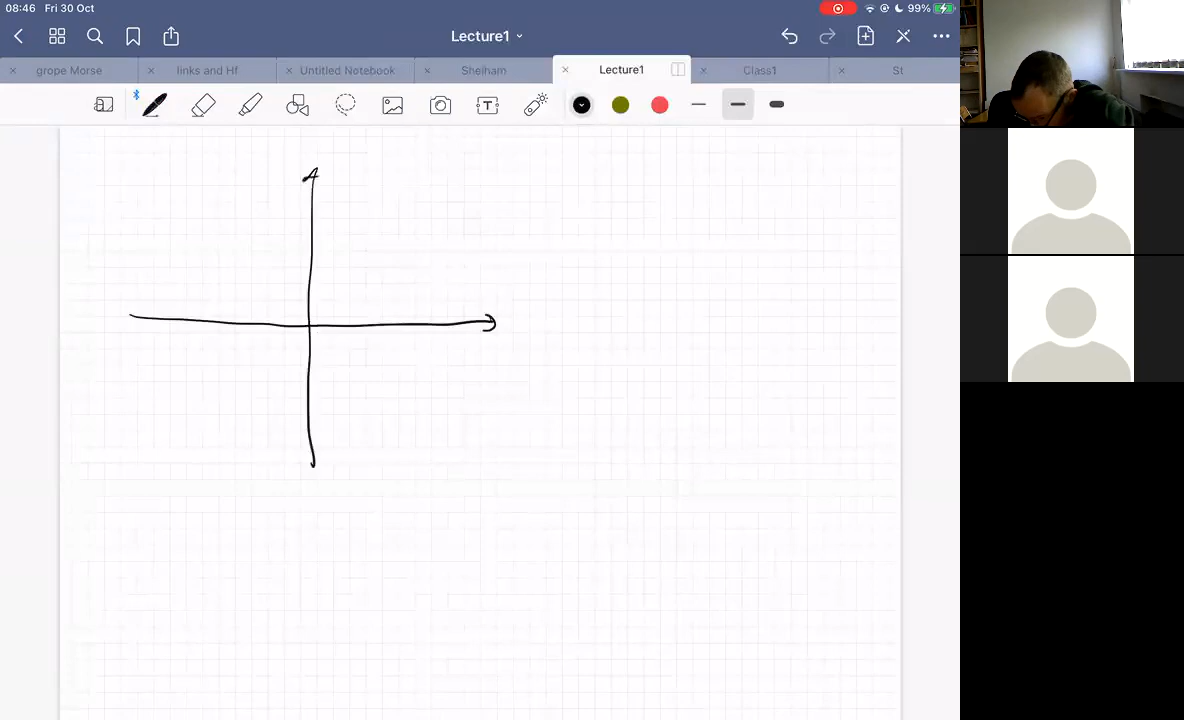 08:46 Fri 30 Oct
99%
Lecture1
grope Morse
links and Hf
Untitled Notebook
Sheiham
Lecture1
Class1
St
T